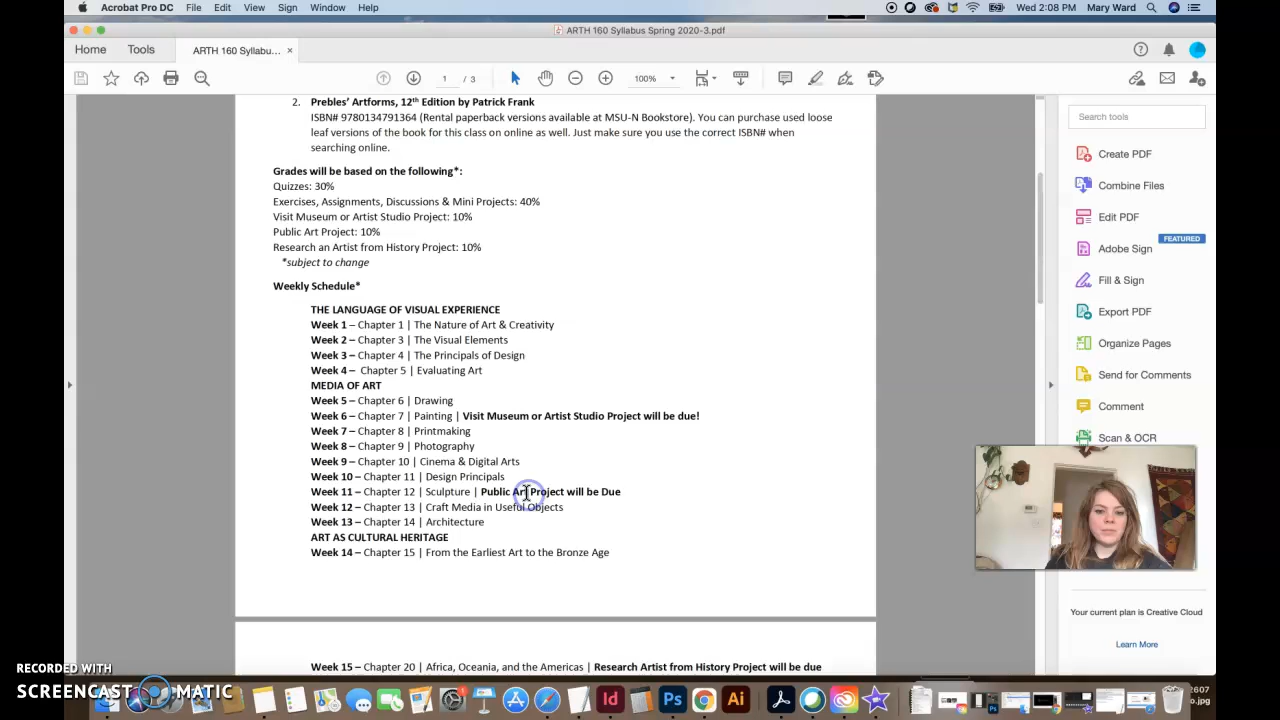 Acrobat Pro DC File Edit View Sign Window Help Wed 2:08 PM Mary Ward
ARTH 160 Syllabus Spring 2020-3.pdf
Home Tools ARTH 160 Syllabu... ×
1 / 3 100%
2. Prebles' Artforms, 12th Edition by Patrick Frank
ISBN# 9780134791364 (Rental paperback versions available at MSU-N Bookstore). You can purchase used loose
leaf versions of the book for this class on online as well. Just make sure you use the correct ISBN# when
searching online.
Grades will be based on the following*:
Quizzes: 30%
Exercises, Assignments, Discussions & Mini Projects: 40%
Visit Museum or Artist Studio Project: 10%
Public Art Project: 10%
Research an Artist from History Project: 10%
*subject to change
Weekly Schedule*
THE LANGUAGE OF VISUAL EXPERIENCE
Week 1 – Chapter 1 | The Nature of Art & Creativity
Week 2 – Chapter 3 | The Visual Elements
Week 3 – Chapter 4 | The Principals of Design
Week 4 – Chapter 5 | Evaluating Art
MEDIA OF ART
Week 5 – Chapter 6 | Drawing
Week 6 – Chapter 7 | Painting | Visit Museum or Artist Studio Project will be due!
Week 7 – Chapter 8 | Printmaking
Week 8 – Chapter 9 | Photography
Week 9 – Chapter 10 | Cinema & Digital Arts
Week 10 – Chapter 11 | Design Principals
Week 11 – Chapter 12 | Sculpture | Public Art Project will be Due
Week 12 – Chapter 13 | Craft Media in Useful Objects
Week 13 – Chapter 14 | Architecture
ART AS CULTURAL HERITAGE
Week 14 – Chapter 15 | From the Earliest Art to the Bronze Age
Week 15 – Chapter 20 | Africa, Oceania, and the Americas | Research Artist from History Project will be due
Search tools
Create PDF
Combine Files
Edit PDF
FEATURED
Adobe Sign
Fill & Sign
Export PDF
Organize Pages
Send for Comments
Comment
Scan & OCR
Your current plan is Creative Cloud
Learn More
RECORDED WITH
SCREENCAST MATIC
Id Ps Ai
2607
o.jpg